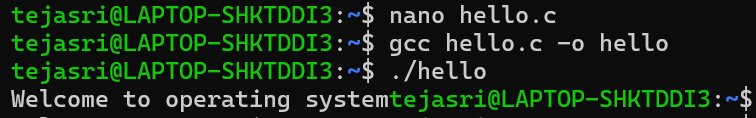 tejasri@LAPTOP-SHKTDDI3:~$ nano hello.c
tejasri@LAPTOP-SHKTDDI3:~$ gcc hello.c -o hello
tejasri@LAPTOP-SHKTDDI3:~$ ./hello
Welcome to operating systemtejasri@LAPTOP-SHKTDDI3:~$